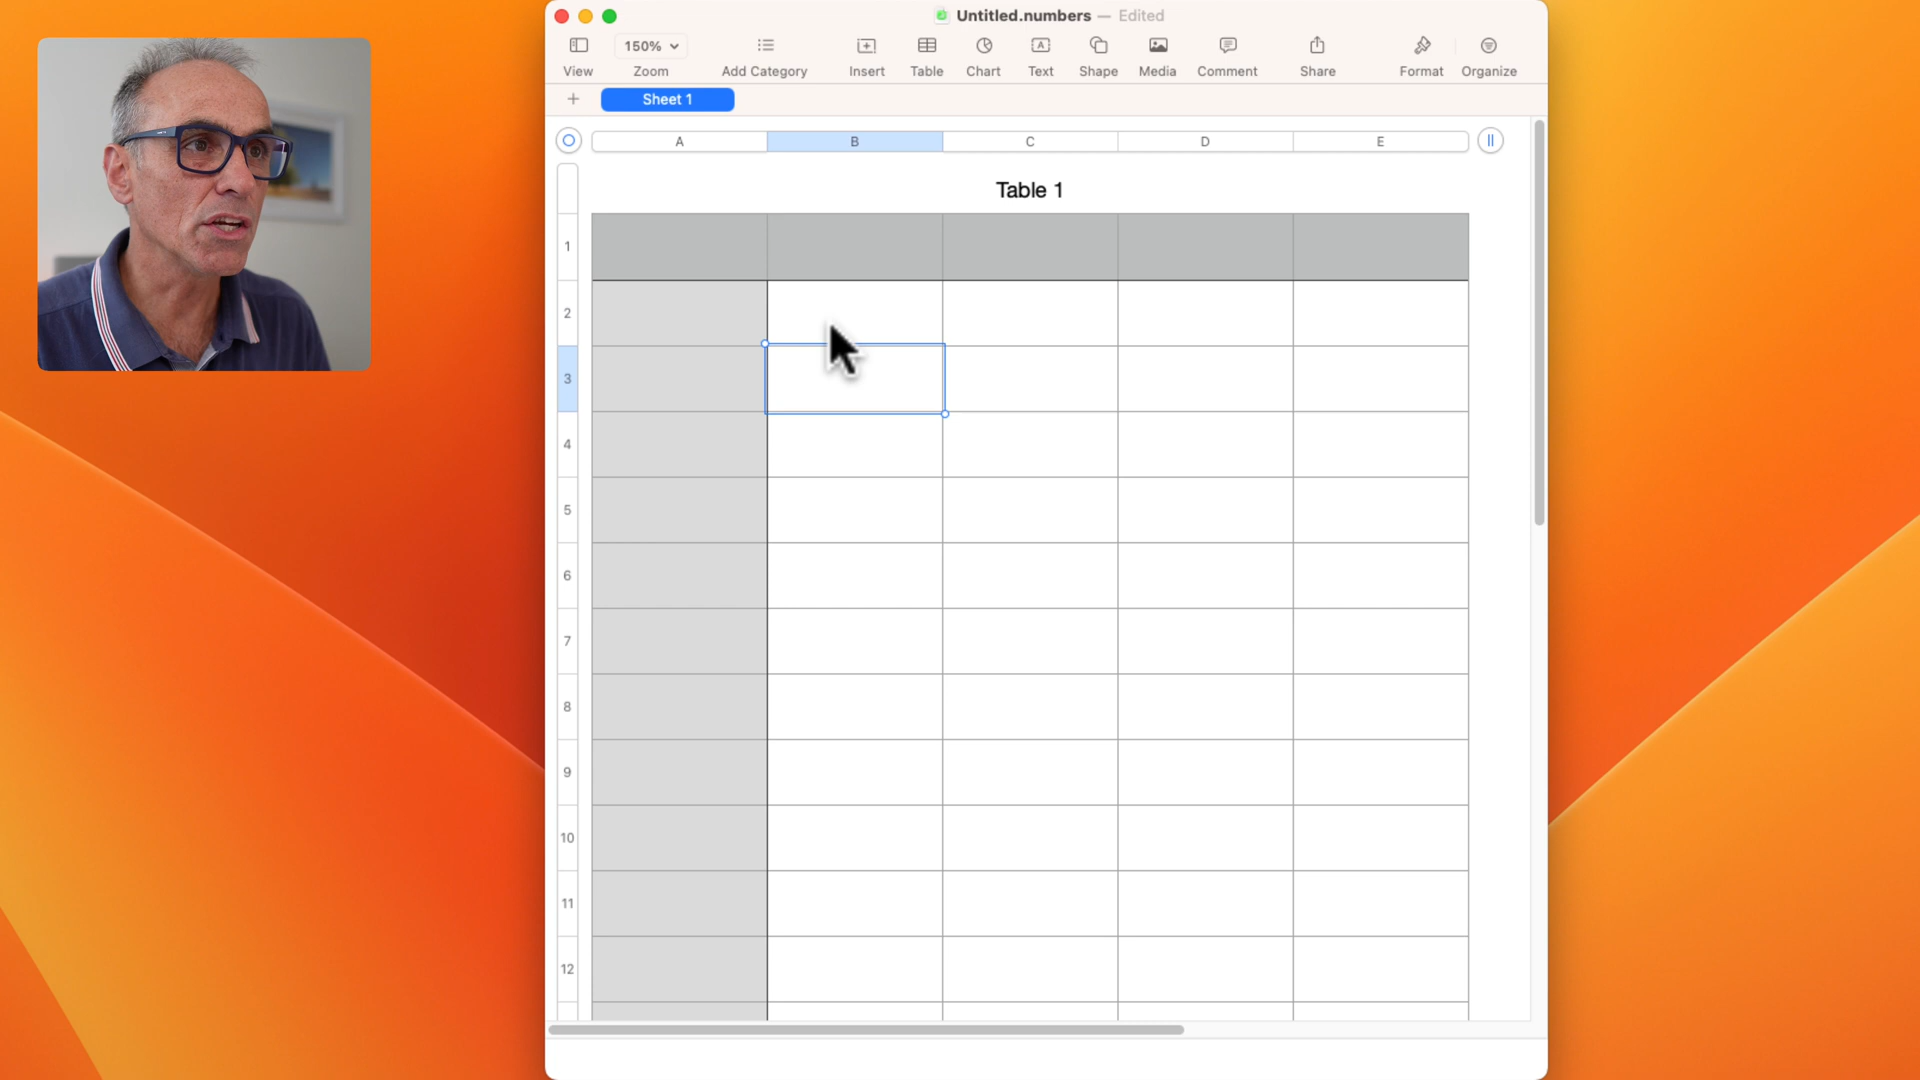 Untitled.numbers — Edited
150%
View Zoom Add Category Insert Table Chart Text Shape Media Comment Share Format Organize
+ Sheet 1
A B C D E
Table 1
1
2
3
4
5
6
7
8
9
10
11
12